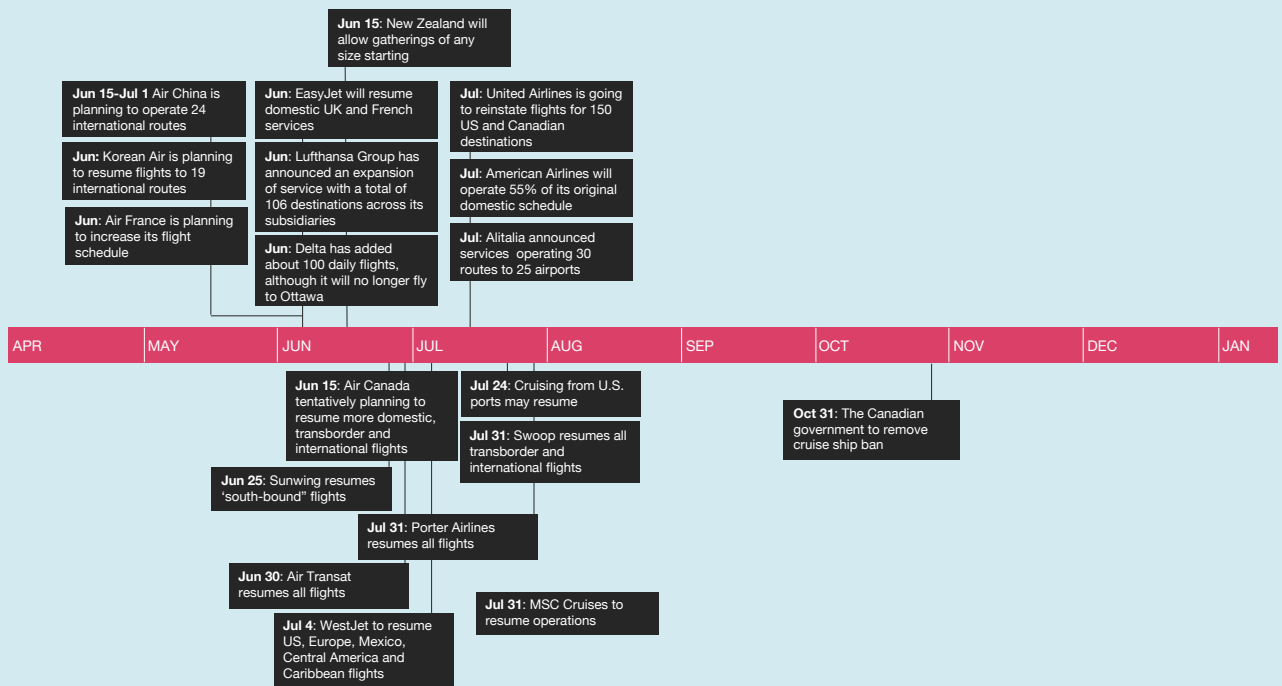 Jun 15: New Zealand will
allow gatherings of any
size starting
Jun 15-Jul 1 Air China is
planning to operate 24
international routes
Jun: Korean Air is planning
to resume flights to 19
international routes
Jun: Air France is planning
to increase its flight
schedule
Jun: EasyJet will resume
domestic UK and French
services
Jun: Lufthansa Group has
announced an expansion
of service with a total of
106 destinations across its
subsidiaries
Jun: Delta has added
about 100 daily flights,
although it will no longer fly
to Ottawa
Jul: United Airlines is going
to reinstate flights for 150
US and Canadian
destinations
Jul: American Airlines will
operate 55% of its original
domestic schedule
Jul: Alitalia announced
services operating 30
routes to 25 airports
APR MAY JUN JUL AUG SEP OCT NOV DEC JAN
Jun 15: Air Canada
tentatively planning to
resume more domestic,
transborder and
international flights
Jun 25: Sunwing resumes
‘south-bound” flights
Jul 31: Porter Airlines
resumes all flights
Jun 30: Air Transat
resumes all flights
Jul 4: WestJet to resume
US, Europe, Mexico,
Central America and
Caribbean flights
Jul 24: Cruising from U.S.
ports may resume
Jul 31: Swoop resumes all
transborder and
international flights
Jul 31: MSC Cruises to
resume operations
Oct 31: The Canadian
government to remove
cruise ship ban